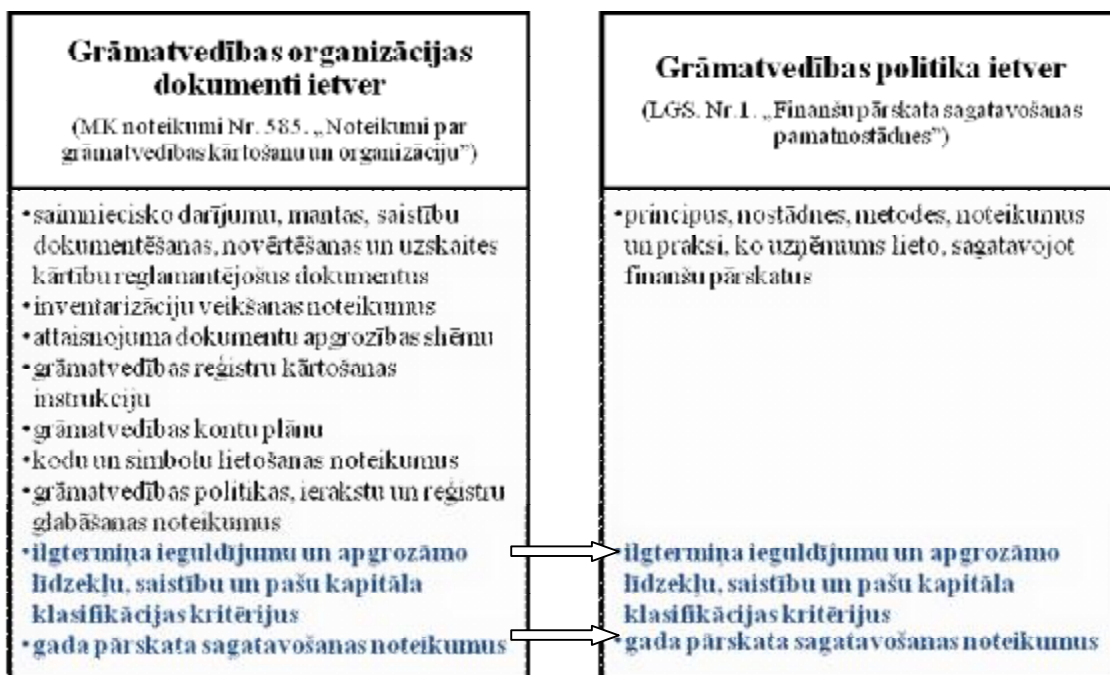 Grāmatvedības organizācijas
dokumenti ietver
(MK noteikumi Nr. 585. „Noteikumi par
grāmatvedības kārtošanu un organizāciju”)
•saimniecisko darījumu, mantas, saistību
dokumentēšanas, novērtēšanas un uzskaites
kārtību reglamantējošus dokumentus
•inventarizāciju veikšanas noteikumus
•attaisnojuma dokumentu apgrozības shēmu
•grāmatvedības reģistru kārtošanas
instrukciju
•grāmatvedības kontu plānu
•kodu un simbolu lietošanas noteikumus
•grāmatvedības politikas, ierakstu un reģistru
glabāšanas noteikumus
•ilgtermiņa ieguldījumu un apgrozāmo
līdzekļu, saistību un pašu kapitāla
klasifikācijas kritērijus
•gada pārskata sagatavošanas noteikumus
Grāmatvedības politika ietver
(LGS. Nr.1. „Finanšu pārskata sagatavošanas
pamatnostādnes”)
•principus, nostādnes, metodes, noteikumus
un praksi, ko uzņēmums lieto, sagatavojot
finanšu pārskatus
•ilgtermiņa ieguldījumu un apgrozāmo
līdzekļu, saistību un pašu kapitāla
klasifikācijas kritērijus
•gada pārskata sagatavošanas noteikumus